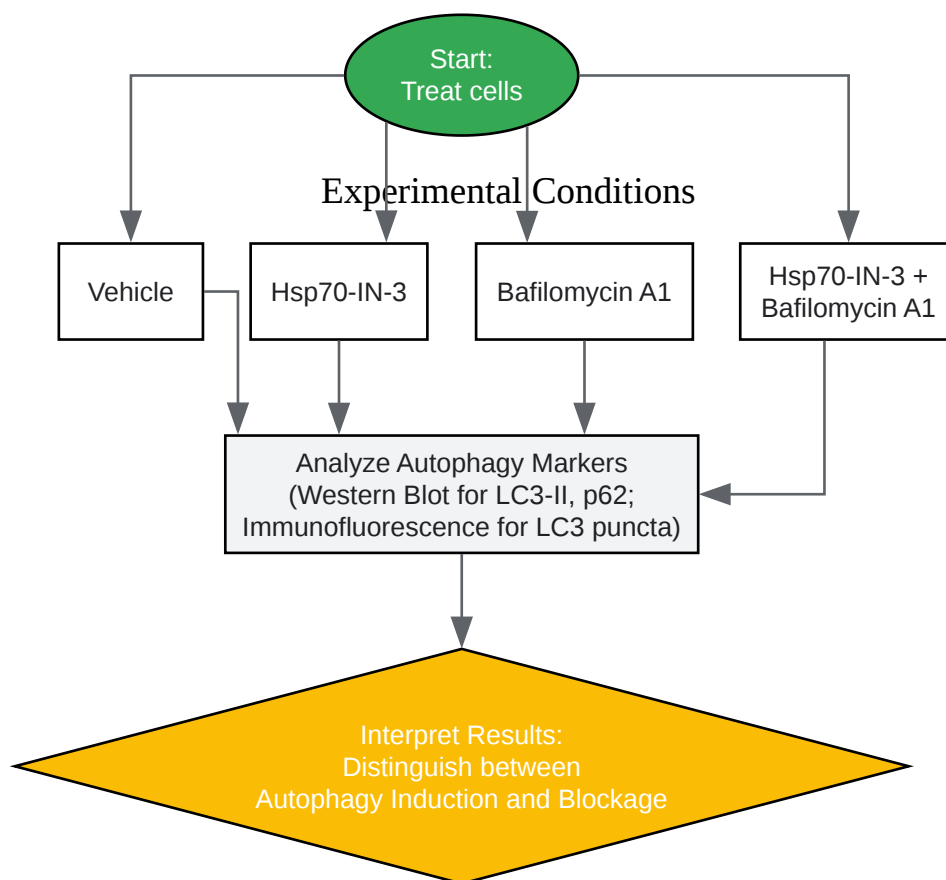 Start:
Treat cells
Experimental Conditions
Vehicle
Hsp70-IN-3
Bafilomycin A1
Hsp70-IN-3 +
Bafilomycin A1
Analyze Autophagy Markers
(Western Blot for LC3-II, p62;
Immunofluorescence for LC3 puncta)
Interpret Results:
Distinguish between
Autophagy Induction and Blockage